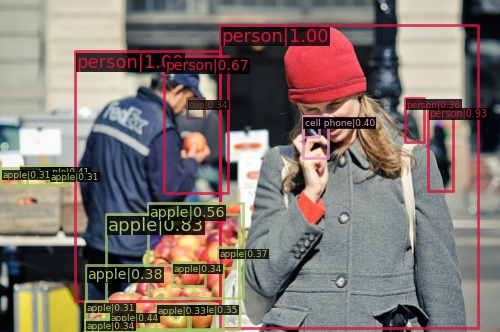 person|1.00
person|1.00
person|0.67
cup|0.34
person|0.36
person|0.93
cell phone|0.40
FedEx
apple|0.31
apple|0.41
apple|0.31
apple|0.56
apple|0.83
apple|0.37
apple|0.38
apple|0.34
apple|0.31
apple|0.33
apple|0.35
apple|0.44
apple|0.34